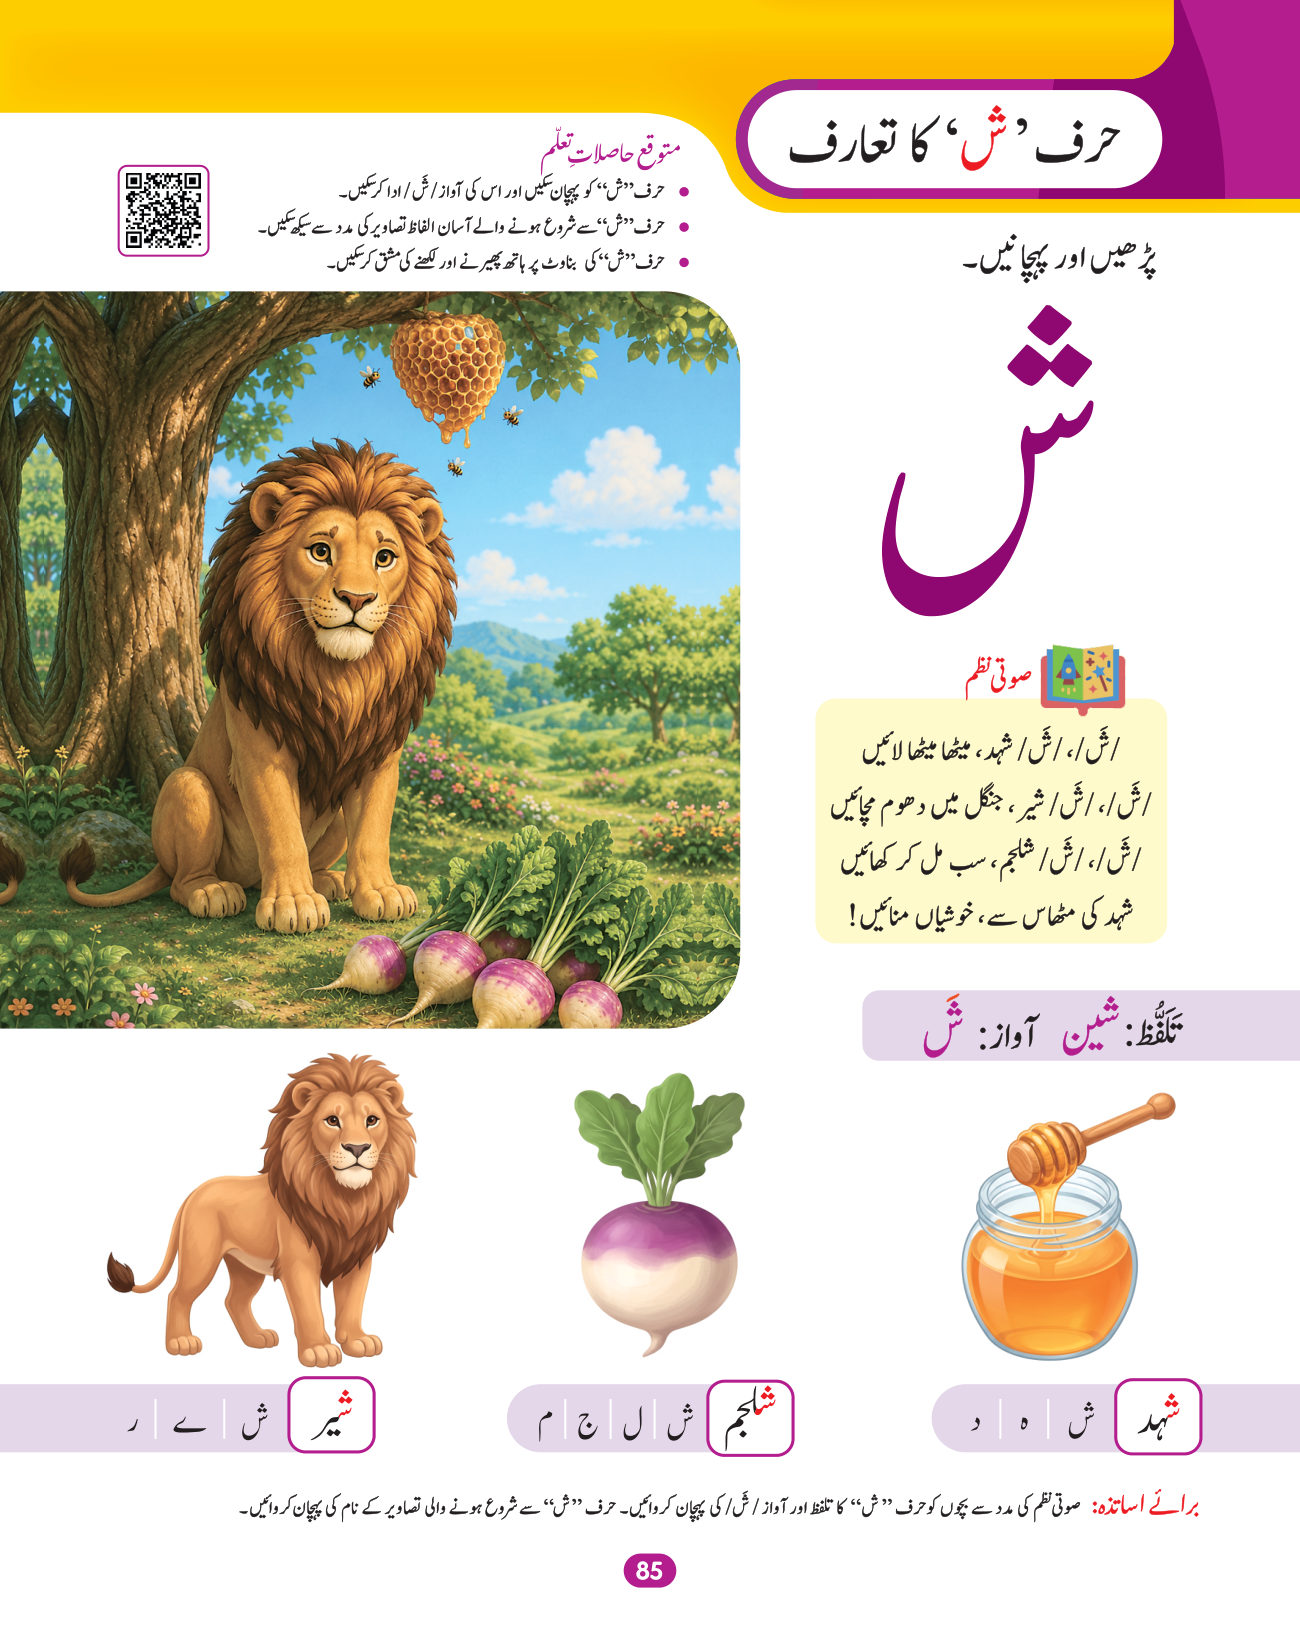 حرف ’ش‘ کا تعارف
متوقع حاصلاتِ تعلّم
حرف ”ش“ کو پہچان سکیں اور اس کی آواز /شَ/ ادا کر سکیں۔
حرف ”ش“ سے شروع ہونے والے آسان الفاظ تصاویر کی مدد سے سیکھ سکیں۔
حرف ”ش“ کی بناوٹ پر ہاتھ پھیرنے اور لکھنے کی مشق کر سکیں۔
پڑھیں اور پہچانیں۔
ش
صوتی نظم
/شَ/، /شَ/ شہد، میٹھا میٹھا لائیں
/شَ/، /شَ/ شیر، جنگل میں دھوم مچائیں
/شَ/، /شَ/ شلجم، سب مل کر کھائیں
شہد کی مٹھاس سے، خوشیاں منائیں!
تَلَفُّظ: شین آواز: شَ
شہد ش ہ د
شلجم ش ل ج م
شیر ش ے ر
برائے اساتذہ: صوتی نظم کی مدد سے بچوں کو حرف ”ش“ کا تلفظ اور آواز /شَ/ کی پہچان کروائیں۔ حرف ”ش“ سے شروع ہونے والی تصاویر کے نام کی پہچان کروائیں۔
85